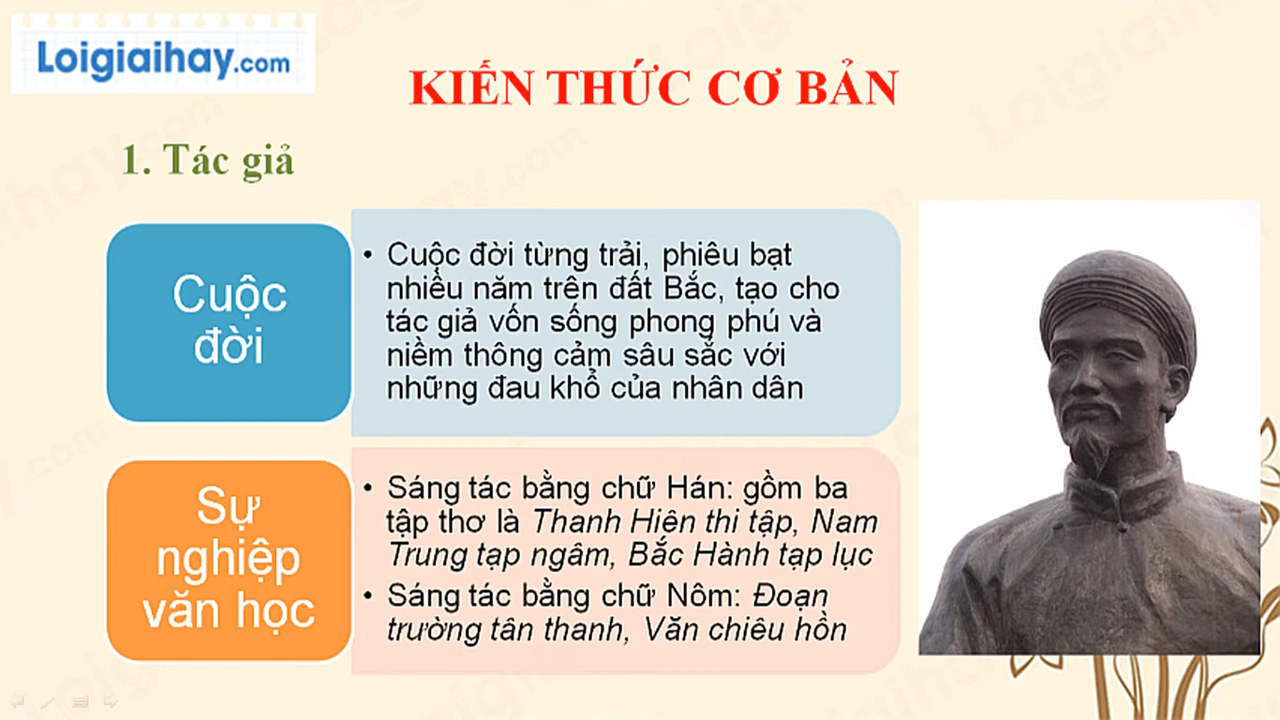 Loigiaihay.com
KIẾN THỨC CƠ BẢN
1. Tác giả
Cuộc
đời
• Cuộc đời từng trải, phiêu bạt
nhiều năm trên đất Bắc, tạo cho
tác giả vốn sống phong phú và
niềm thông cảm sâu sắc với
những đau khổ của nhân dân
Sự
nghiệp
văn học
• Sáng tác bằng chữ Hán: gồm ba
tập thơ là Thanh Hiên thi tập, Nam
Trung tạp ngâm, Bắc Hành tạp lục
• Sáng tác bằng chữ Nôm: Đoạn
trường tân thanh, Văn chiêu hồn